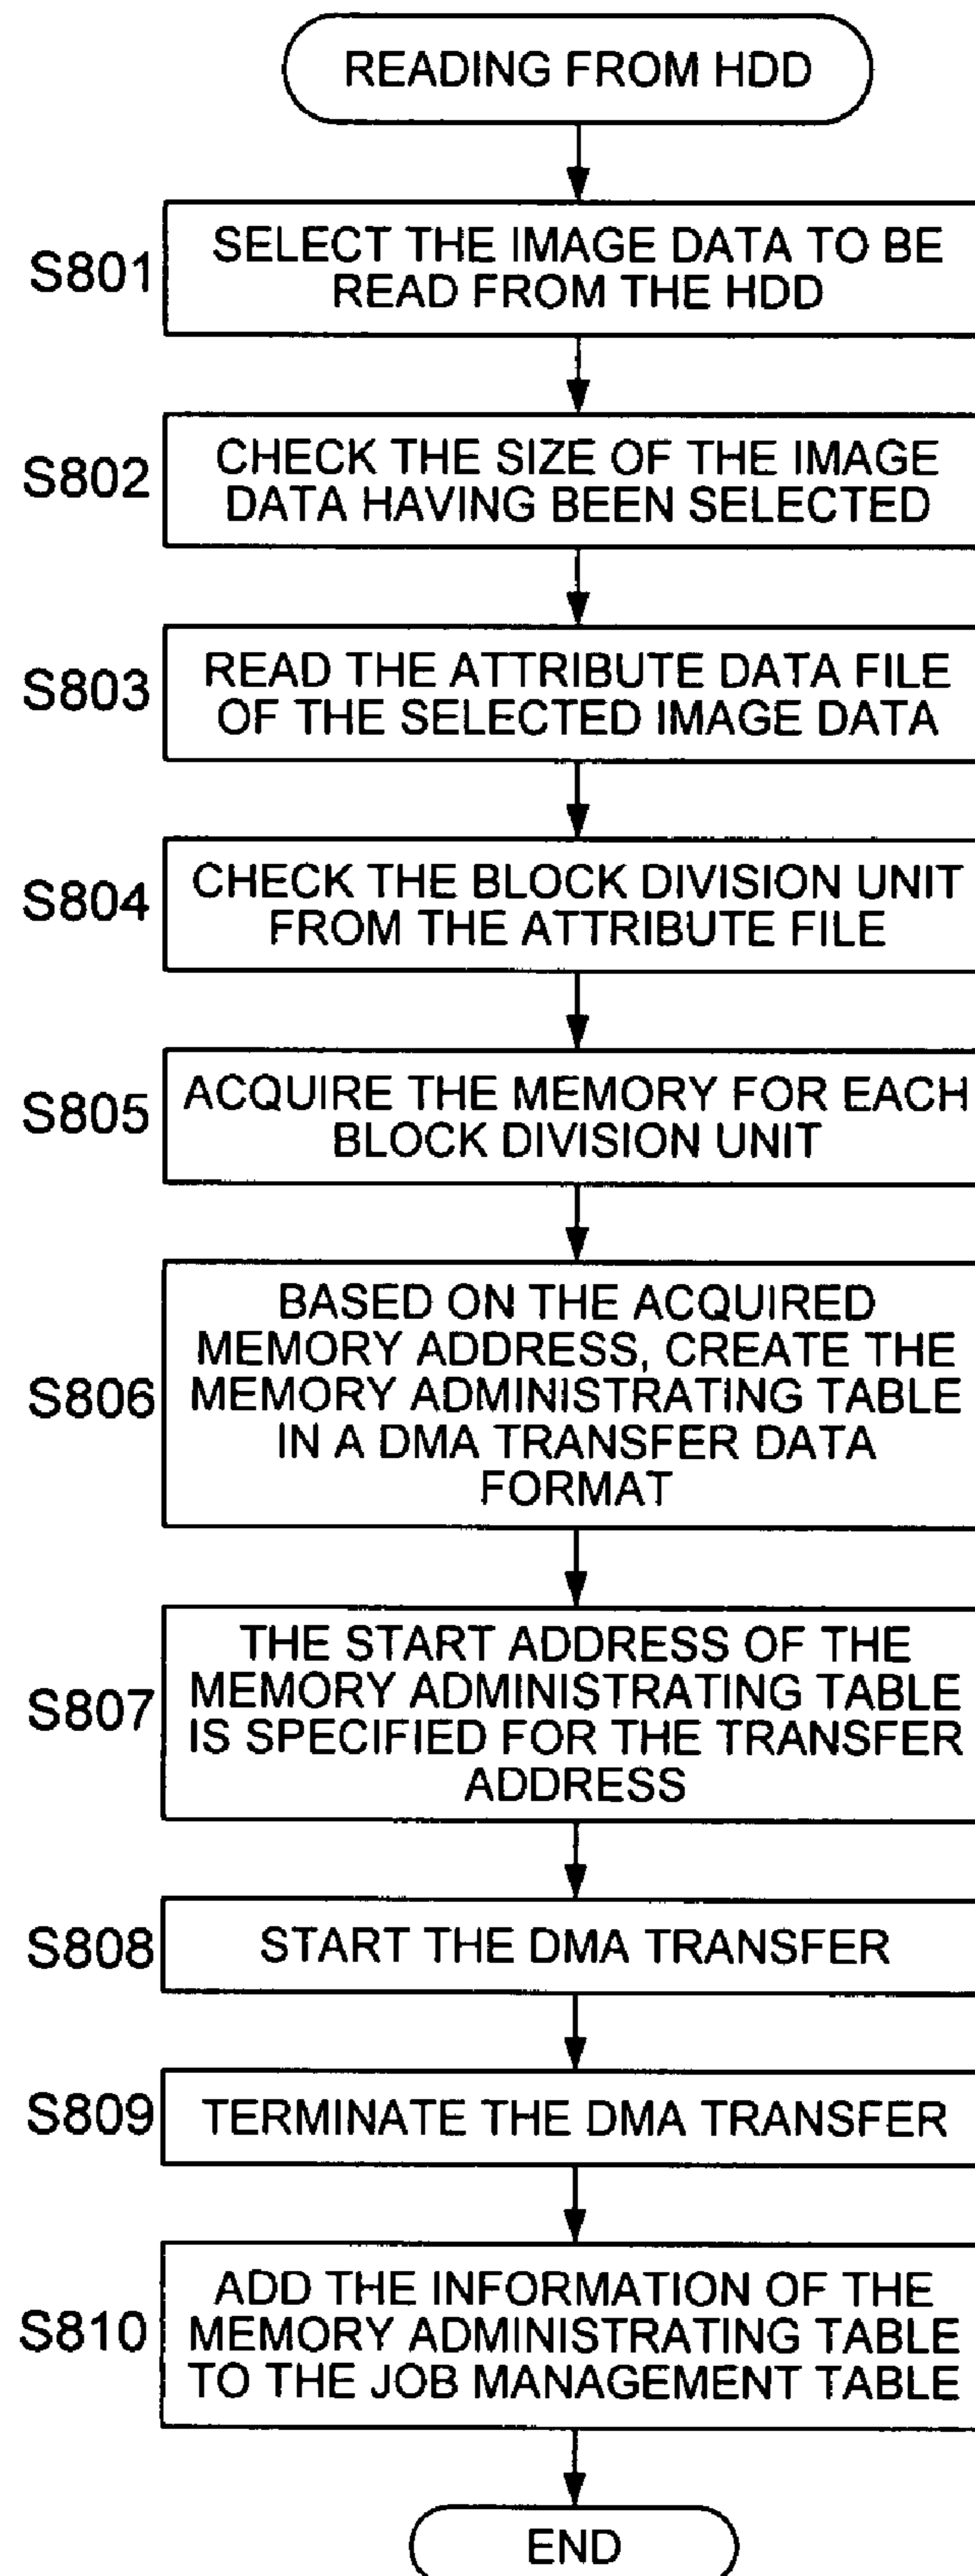 READING FROM HDD
S801
SELECT THE IMAGE DATA TO BE
READ FROM THE HDD
S802
CHECK THE SIZE OF THE IMAGE
DATA HAVING BEEN SELECTED
S803
READ THE ATTRIBUTE DATA FILE
OF THE SELECTED IMAGE DATA
S804
CHECK THE BLOCK DIVISION UNIT
FROM THE ATTRIBUTE FILE
S805
ACQUIRE THE MEMORY FOR EACH
BLOCK DIVISION UNIT
S806
BASED ON THE ACQUIRED
MEMORY ADDRESS, CREATE THE
MEMORY ADMINISTRATING TABLE
IN A DMA TRANSFER DATA
FORMAT
S807
THE START ADDRESS OF THE
MEMORY ADMINISTRATING TABLE
IS SPECIFIED FOR THE TRANSFER
ADDRESS
S808
START THE DMA TRANSFER
S809
TERMINATE THE DMA TRANSFER
S810
ADD THE INFORMATION OF THE
MEMORY ADMINISTRATING TABLE
TO THE JOB MANAGEMENT TABLE
END